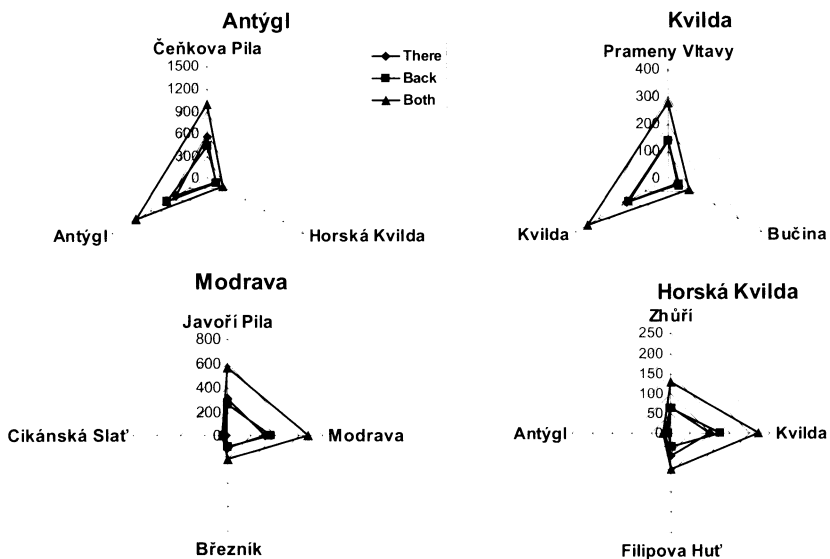 Antýgl
Čeňkova Pila
1500
1200
900
600
300
0
Antýgl
Horská Kvilda
There
Back
Both
Kvilda
Prameny Vltavy
400
300
200
100
0
Kvilda
Bučina
Modrava
Javoří Pila
800
600
400
200
0
Cikánská Slať
Modrava
Březník
Horská Kvilda
Zhůří
250
200
150
100
50
0
Antýgl
Kvilda
Filipova Huť